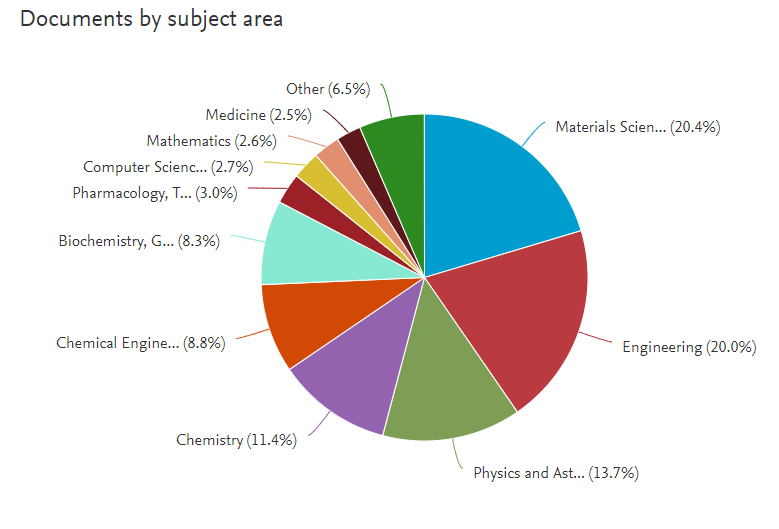 Documents by subject area
Other (6.5%)
Medicine (2.5%)
Materials Scien... (20.4%)
Mathematics (2.6%)
Computer Scienc... (2.7%)
Pharmacology, T... (3.0%)
Biochemistry, G... (8.3%)
Chemical Engine... (8.8%)
Engineering (20.0%)
Chemistry (11.4%)
Physics and Ast... (13.7%)